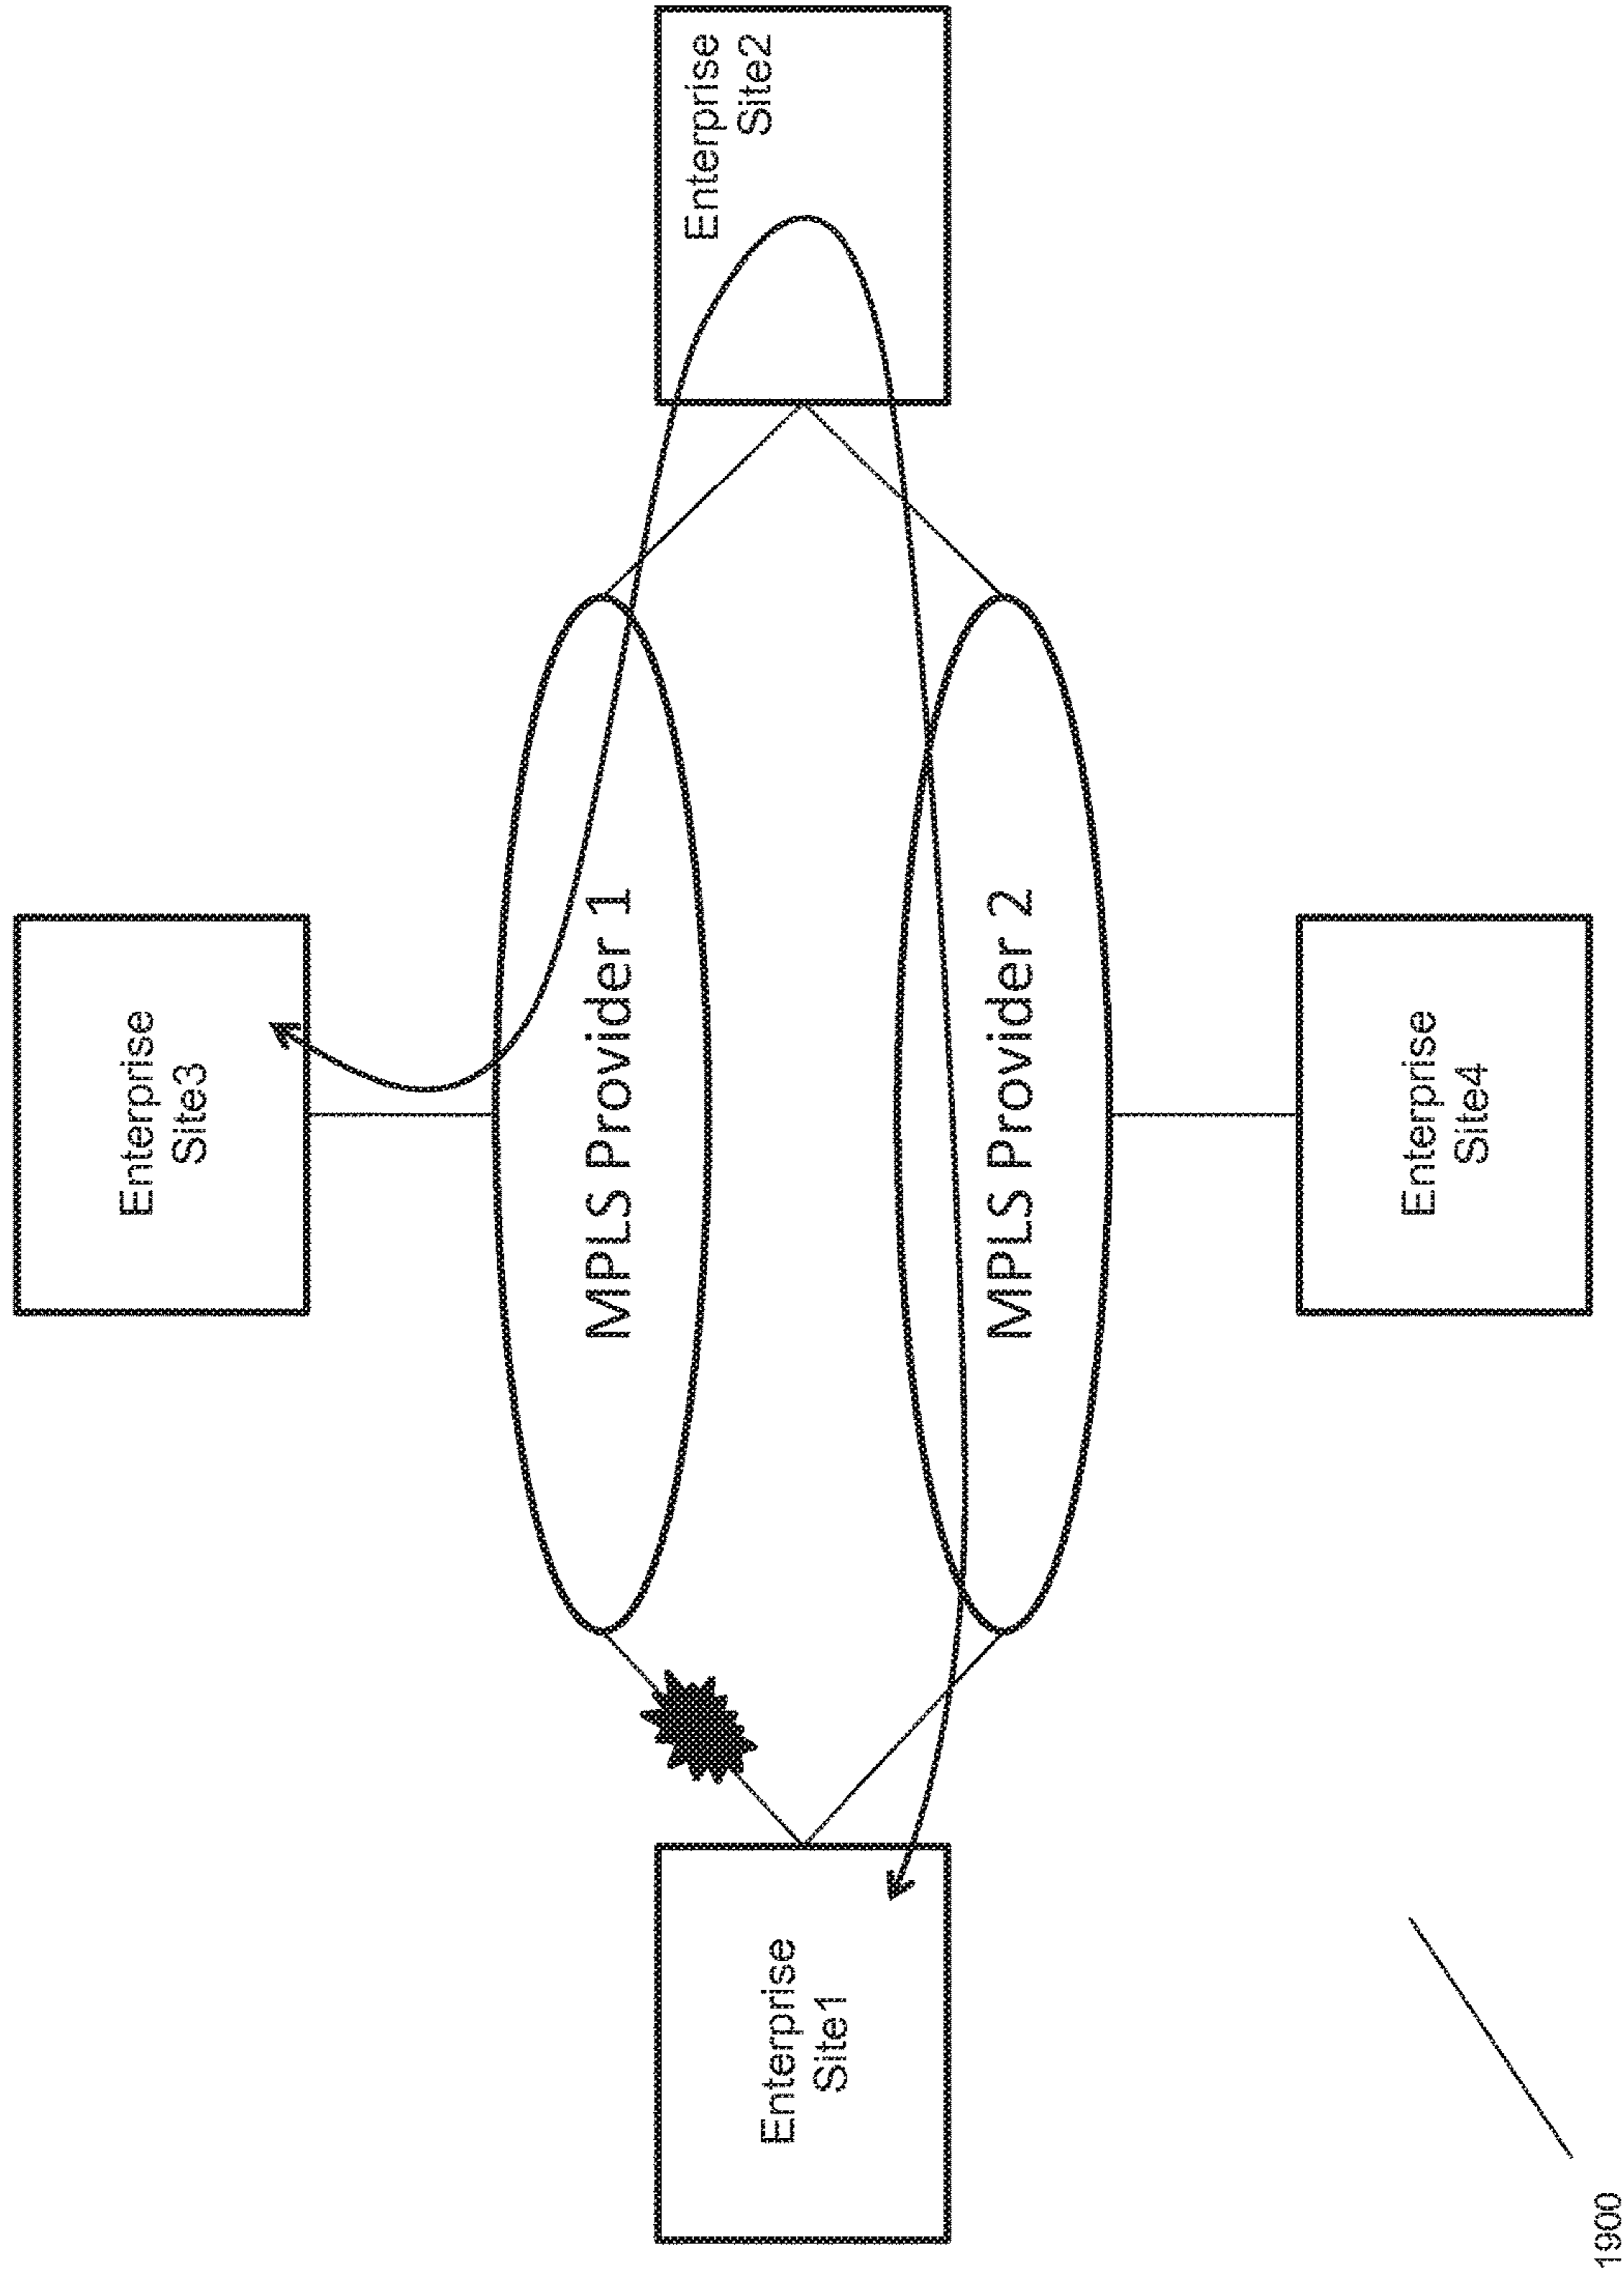 Enterprise
Site3
Enterprise
Site1
MPLS Provider 1
MPLS Provider 2
Enterprise
Site2
Enterprise
Site4
1900